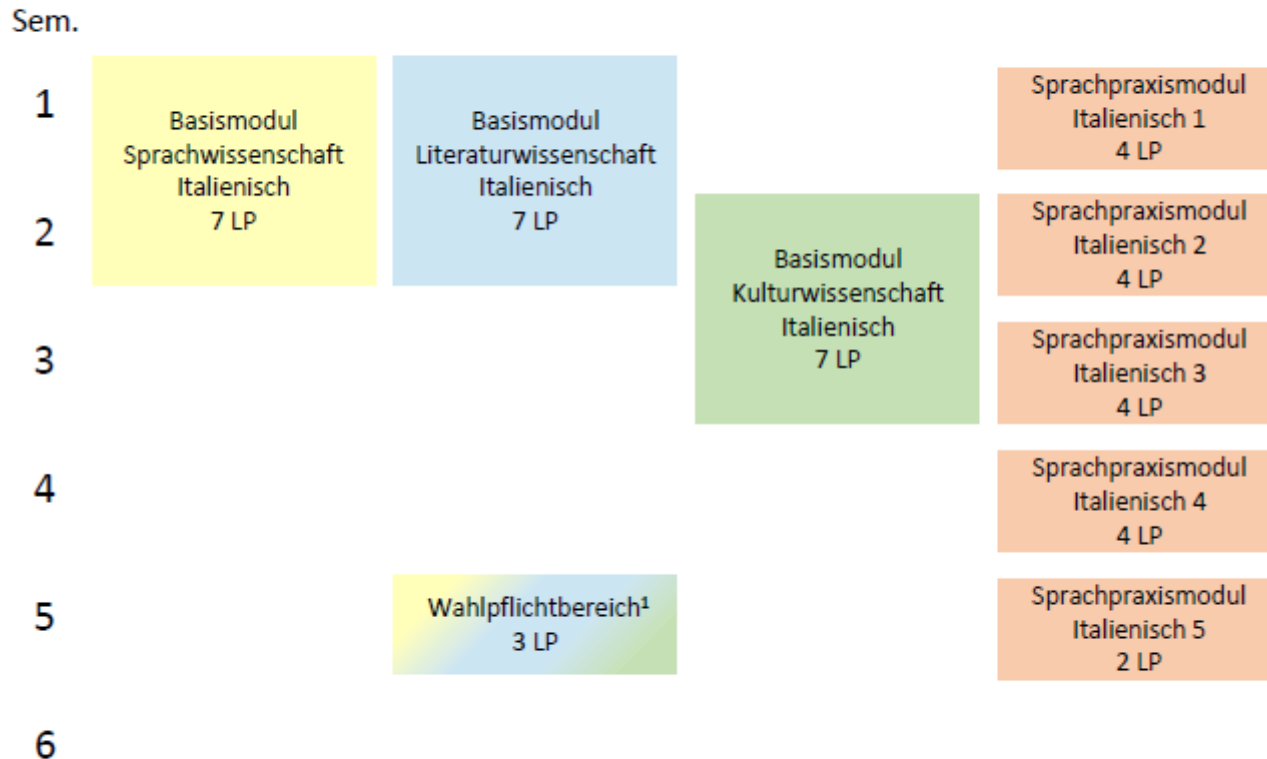 Sem.
1
Basismodul
Sprachwissenschaft
Italienisch
7 LP
Basismodul
Literaturwissenschaft
Italienisch
7 LP
Sprachpraxismodul
Italienisch 1
4 LP
2
Basismodul
Kulturwissenschaft
Italienisch
7 LP
Sprachpraxismodul
Italienisch 2
4 LP
3
Sprachpraxismodul
Italienisch 3
4 LP
4
Sprachpraxismodul
Italienisch 4
4 LP
5
Wahlpflichtbereich¹
3 LP
Sprachpraxismodul
Italienisch 5
2 LP
6